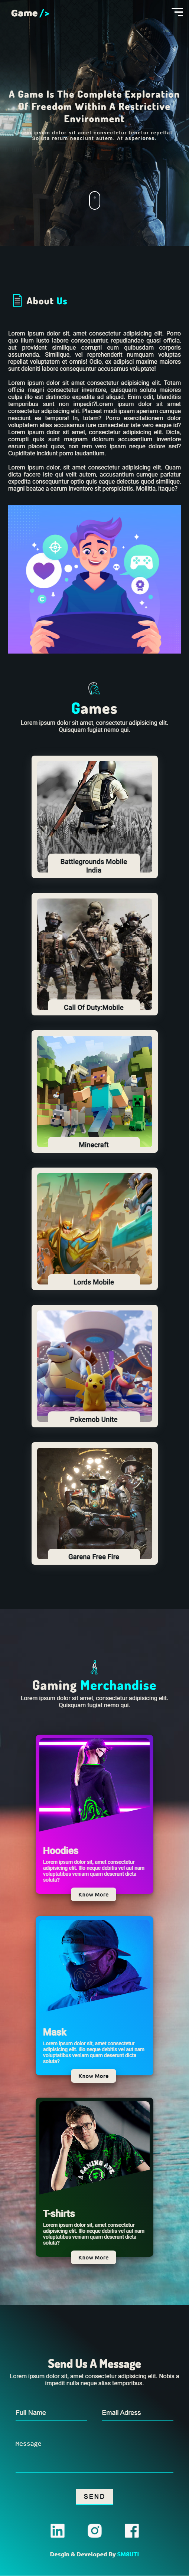 Game />
A Game Is The Complete Exploration
Of Freedom Within A Restrictive
Environment
ipsum dolor sit amet consectetur
rerum nesciunt autem. At asperiores.
About Us
Lorem ipsum dolor sit, amet consectetur adipisicing elit. Porro
quo illum iusto labore consequuntur, repudiandae quasi officia,
aut provident similique corrupti eum quibusdam corporis
assumenda. Similique, vel reprehenderit numquam voluptas
repellat voluptatem et omnis! Odio, ex adipisci maxime maiores
sunt deleniti labore consequuntur accusamus voluptate!
Lorem ipsum dolor sit amet, consectetur adipisicing elit. Totam
officia magni consectetur inventore, quisquam soluta media
culpa illo est distinctio expedita ad aliquid. Enim odit, blanditiis
temporibus a sunt non impedit?Lorem ipsum dolor sit amet
consectetur adipisicing elit. Placeat modi ipsam aperiam cumque
incidunt ea tempora! Ipsa, harum? Porro exercitationem dolor
voluptatem alias accusamus iure consectetur iste vero eaque id?
Lorem ipsum dolor sit amet, consectetur adipisicing elit. Dicta,
corrupti quia sunt magnam dolorum accusantium inventore
earum placeat quos, non rem vero ipsam neque dolores sed?
Cupiditate incidunt porro laudantium.
Lorem ipsum dolor sit, amet consectetur adipisicing elit. Quam
dicta facere iste qui velit autem, accusantium cumque pariatur
expedita consequuntur optio quis eaque delectus quod similique,
magni beatae a earum inventore sit perspiciatis. Mollitia, itaque?
Games
Lorem ipsum dolor sit amet, consectetur adipisicing elit.
Quisquam fugiat nemo qui.
Battlegrounds Mobile
India
Call Of Duty:Mobile
Minecraft
Lords Mobile
Pokemob Unite
Garena Free Fire
Gaming Merchandise
Lorem ipsum dolor sit amet, consectetur adipisicing elit.
Quisquam fugiat nemo qui.
Hoodies
Lorem ipsum dolor sit, amet consectetur
adipisicing elit. Illo neque debitis vel aut nam
voluptatibus veniam quam deserunt dicta
soluta?
Know More
Mask
Lorem ipsum dolor sit, amet consectetur
adipisicing elit. Illo neque debitis vel aut nam
voluptatibus veniam quam deserunt dicta
soluta?
Know More
T-shirts
Lorem ipsum dolor sit, amet consectetur
adipisicing elit. Illo neque debitis vel aut nam
voluptatibus veniam quam deserunt dicta
soluta?
Know More
Send Us A Message
Lorem ipsum dolor sit, amet consectetur adipisicing elit. Nobis a
impedit nulla neque alias temporibus.
Full Name
Email Adress
Message
SEND
Desgin & Developed By SMRUTI